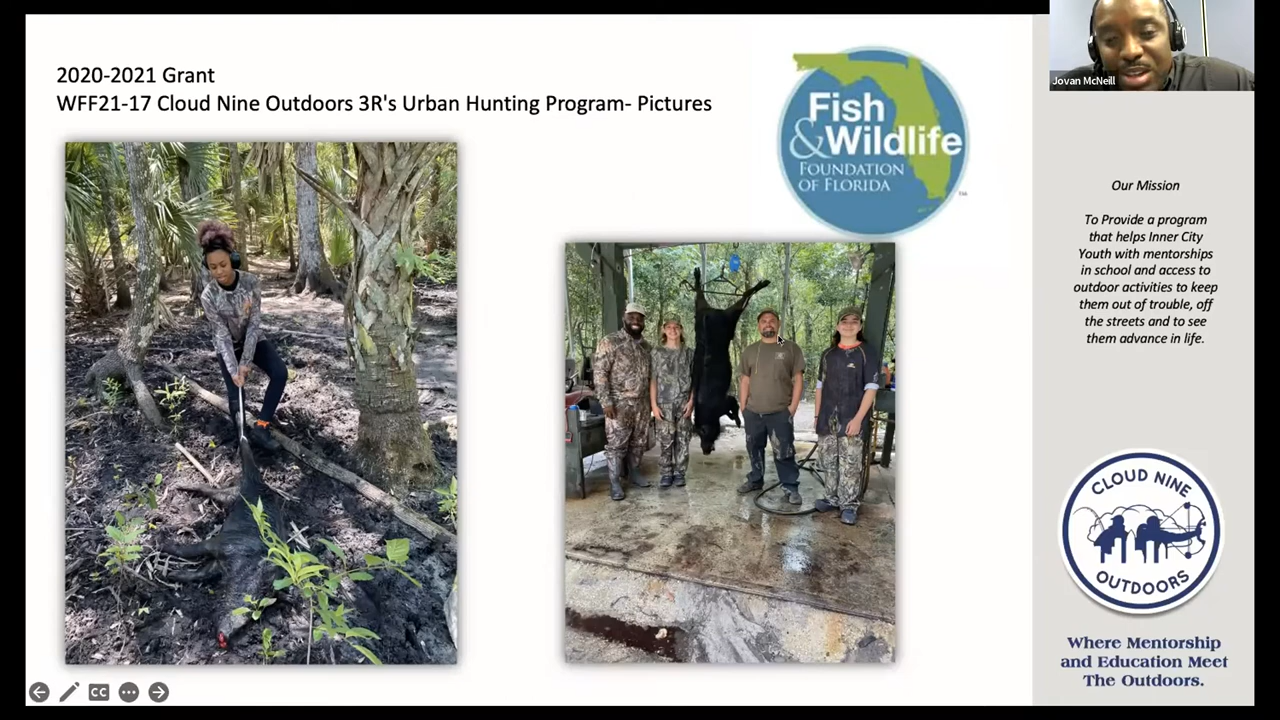 2020-2021 Grant
WFF21-17 Cloud Nine Outdoors 3R's Urban Hunting Program- Pictures
Fish
&Wildlife
FOUNDATION
OF FLORIDA
TM
Jovan McNeill
Our Mission
To Provide a program
that helps Inner City
Youth with mentorships
in school and access to
outdoor activities to keep
them out of trouble, off
the streets and to see
them advance in life.
CLOUD NINE
OUTDOORS
Where Mentorship
and Education Meet
The Outdoors.
CC